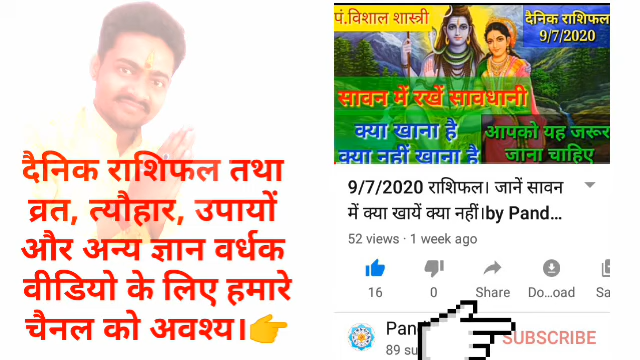 दैनिक राशिफल तथा
व्रत, त्यौहार, उपायों
और अन्य ज्ञान वर्धक
वीडियो के लिए हमारे
चैनल को अवश्य।👉
पं.विशाल शास्त्री
दैनिक राशिफल
9/7/2020
सावन में रखें सावधानी
क्या खाना है
क्या नहीं खाना है
आपको यह जरूर
जाना चाहिए
9/7/2020 राशिफल। जानें सावन
में क्या खायें क्या नहीं।by Pand...
52 views · 1 week ago
16
0
Share
Do...oad
Sa
Pan
89 su
SUBSCRIBE